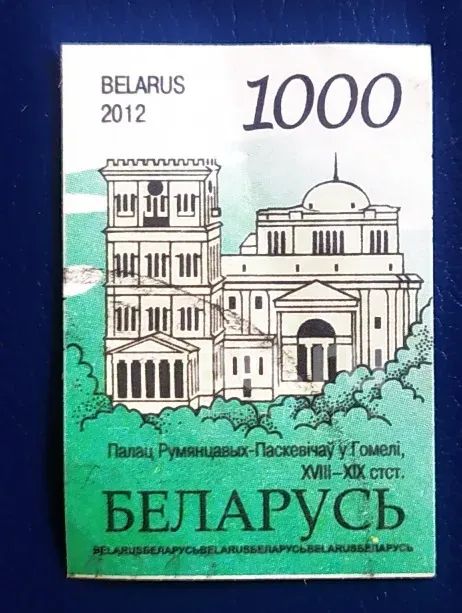 BELARUS
2012
1000
Палац Румянцавых-Паскевічаў у Гомелі,
XVIII–XIX стст.
БЕЛАРУСЬ
BELARUSБЕЛАРУСЬBELARUSБЕЛАРУСЬBELARUSБЕЛАРУСЬ